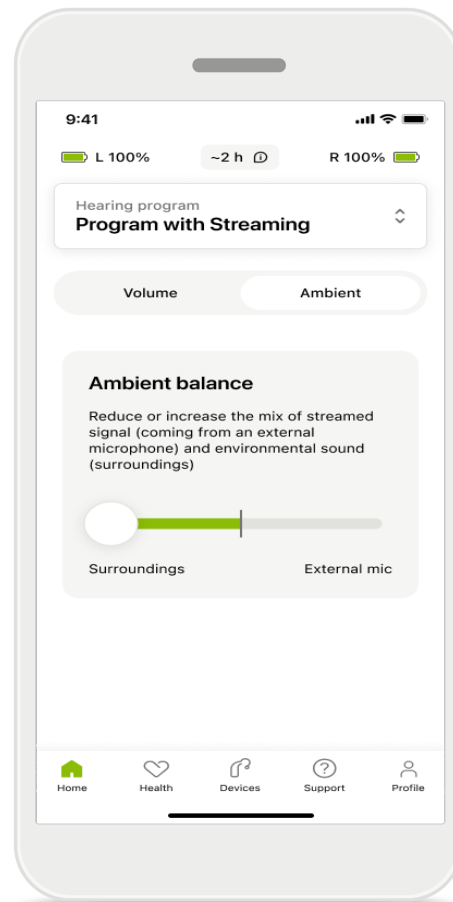 9:41
L 100% ~2 h R 100%
Hearing program
Program with Streaming
Volume Ambient
Ambient balance
Reduce or increase the mix of streamed
signal (coming from an external
microphone) and environmental sound
(surroundings)
Surroundings External mic
Home Health Devices Support Profile